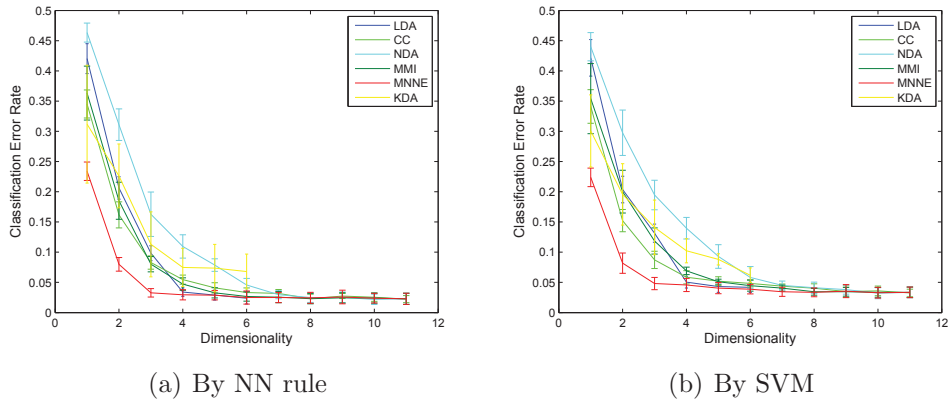 0.5
0.45
0.4
0.35
0.3
0.25
0.2
0.15
0.1
0.05
0
Classification Error Rate
0 2 4 6 8 10 12
Dimensionality
LDA
CC
NDA
MMI
MNNE
KDA
(a) By NN rule
0.5
0.45
0.4
0.35
0.3
0.25
0.2
0.15
0.1
0.05
0
Classification Error Rate
0 2 4 6 8 10 12
Dimensionality
LDA
CC
NDA
MMI
MNNE
KDA
(b) By SVM